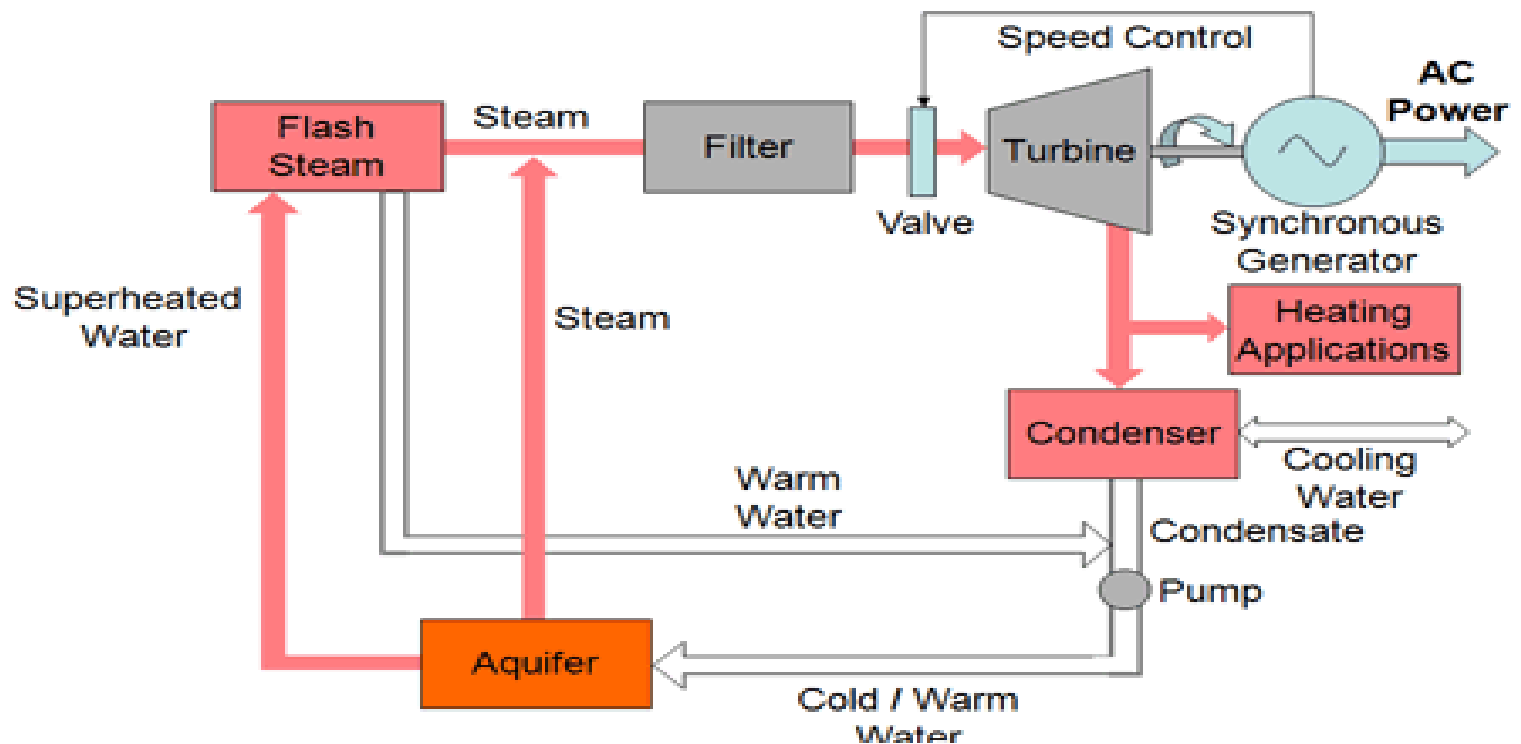 Speed Control
AC
Power
Flash
Steam
Steam
Filter
Turbine
Valve
Synchronous
Generator
Superheated
Water
Steam
Heating
Applications
Condenser
Cooling
Water
Warm
Water
Condensate
Pump
Aquifer
Cold / Warm
Water